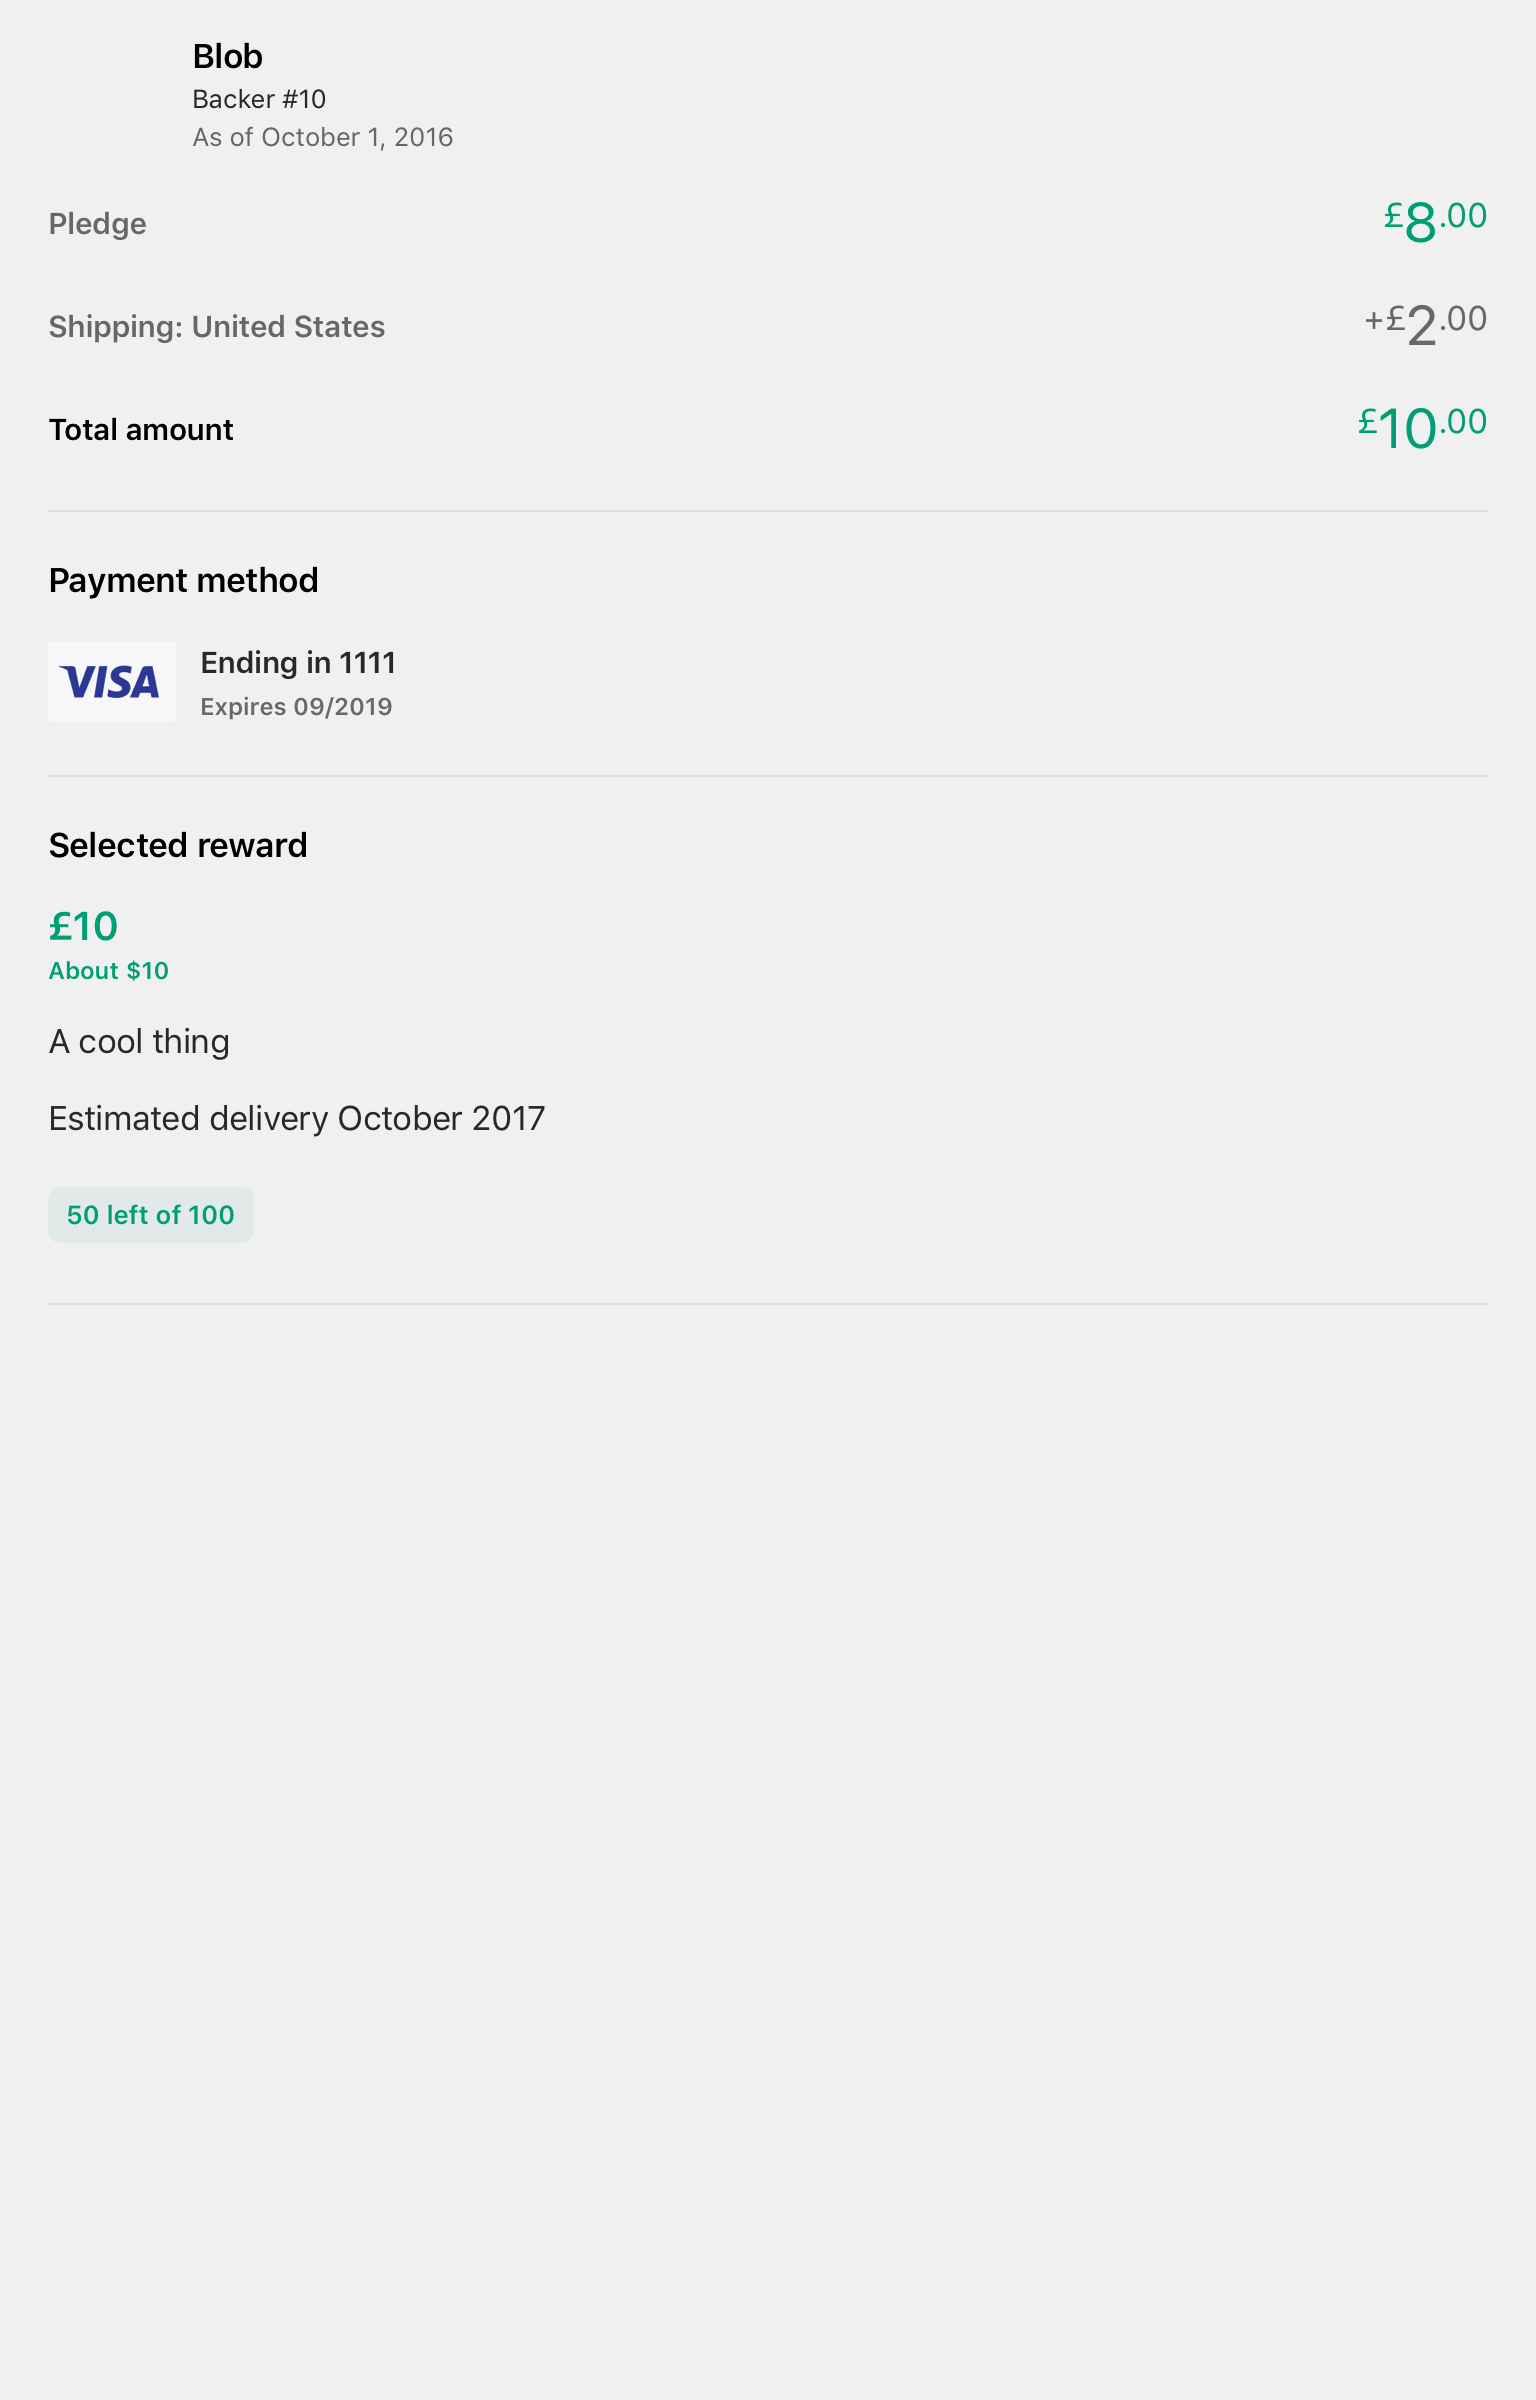 Blob
Backer #10
As of October 1, 2016
Pledge £8.00
Shipping: United States +£2.00
Total amount £10.00
Payment method
VISA
Ending in 1111
Expires 09/2019
Selected reward
£10
About $10
A cool thing
Estimated delivery October 2017
50 left of 100